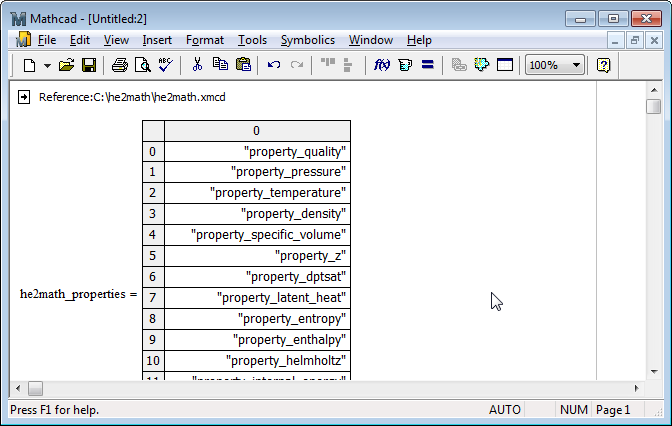 Mathcad - [Untitled:2]
File Edit View Insert Format Tools Symbolics Window Help
f(x) 100%
Reference:C:\he2math\he2math.xmcd
0
0 "property_quality"
1 "property_pressure"
2 "property_temperature"
3 "property_density"
4 "property_specific_volume"
5 "property_z"
6 "property_dptsat"
he2math_properties =
7 "property_latent_heat"
8 "property_entropy"
9 "property_enthalpy"
10 "property_helmholtz"
11 "property_internal_energy"
Press F1 for help. AUTO NUM Page 1